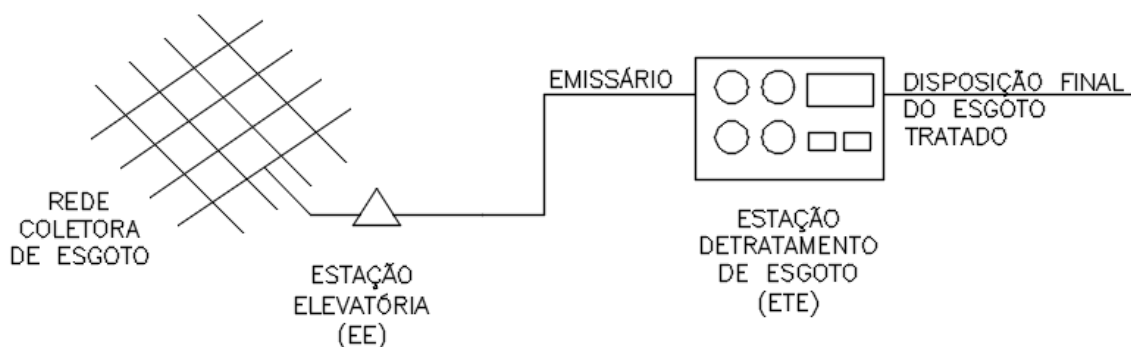 REDE
COLETORA
DE ESGOTO
ESTAÇÃO
ELEVATÓRIA
(EE)
EMISSÁRIO
ESTAÇÃO
DETRATAMENTO
DE ESGOTO
(ETE)
DISPOSIÇÃO FINAL
DO ESGOTO
TRATADO